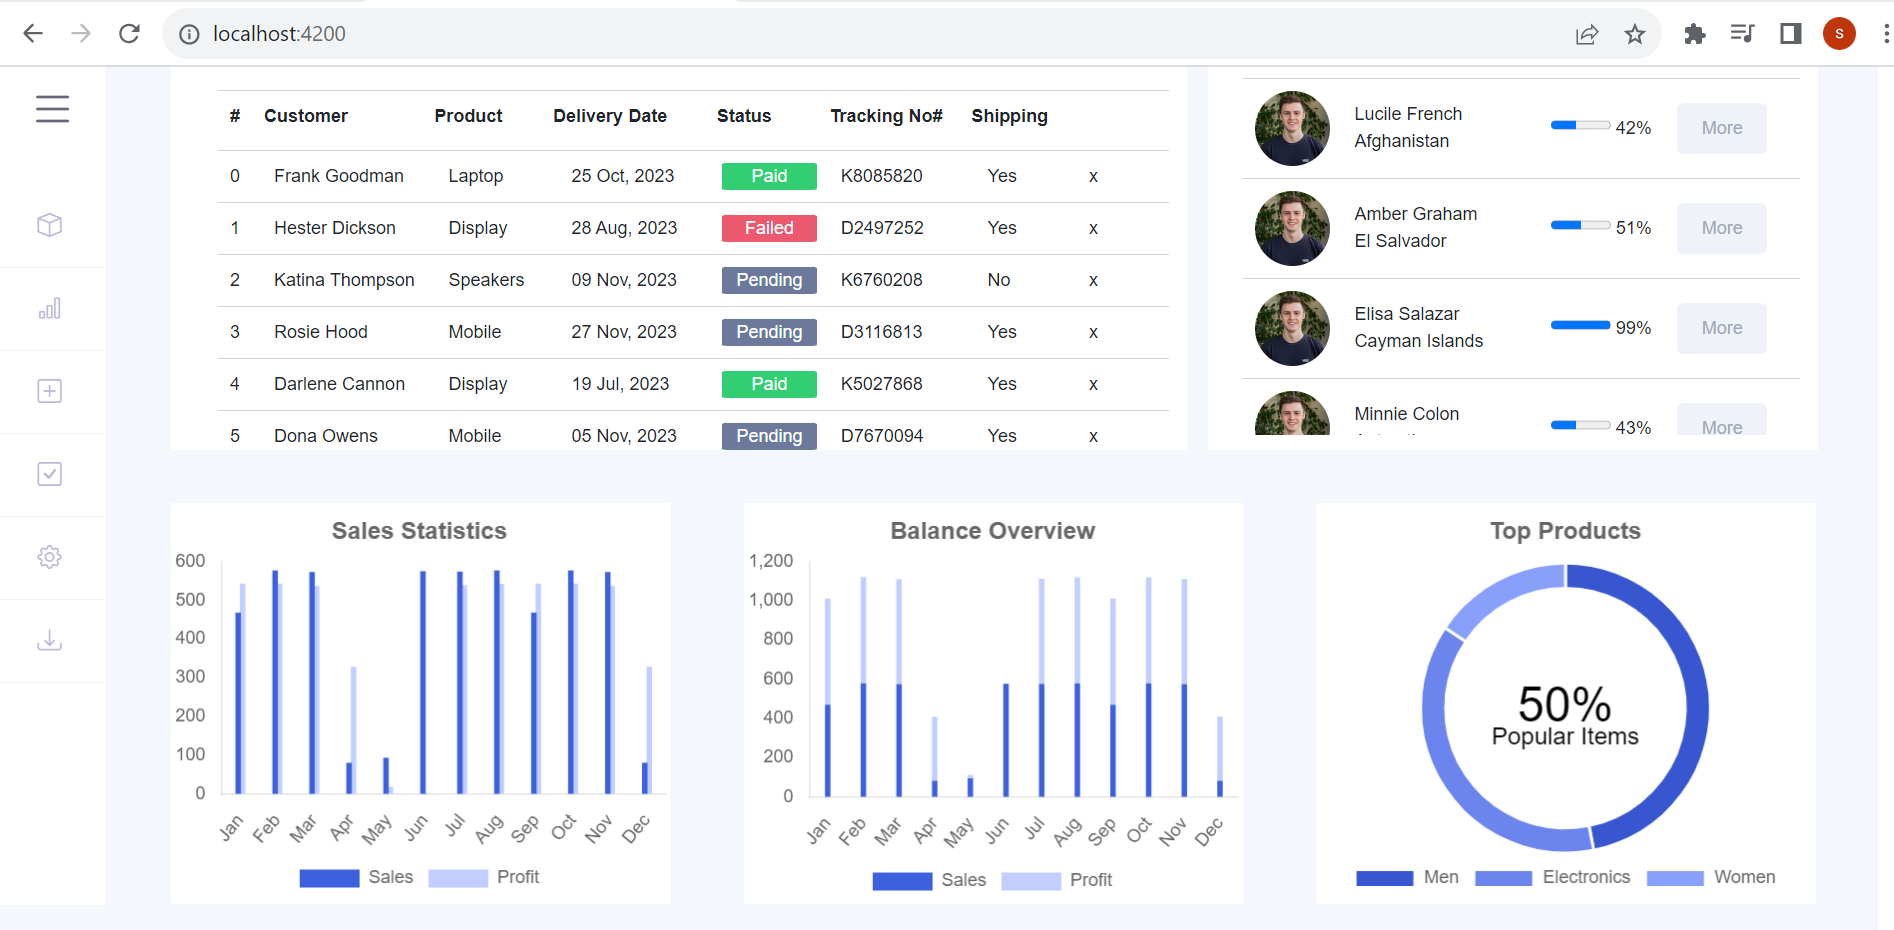 localhost:4200
S
# Customer Product Delivery Date Status Tracking No# Shipping
0 Frank Goodman Laptop 25 Oct, 2023 Paid K8085820 Yes x
1 Hester Dickson Display 28 Aug, 2023 Failed D2497252 Yes x
2 Katina Thompson Speakers 09 Nov, 2023 Pending K6760208 No x
3 Rosie Hood Mobile 27 Nov, 2023 Pending D3116813 Yes x
4 Darlene Cannon Display 19 Jul, 2023 Paid K5027868 Yes x
5 Dona Owens Mobile 05 Nov, 2023 Pending D7670094 Yes x
Lucile French
Afghanistan
42% More
Amber Graham
El Salvador
51% More
Elisa Salazar
Cayman Islands
99% More
Minnie Colon
43% More
Sales Statistics
600
500
400
300
200
100
0
Jan Feb Mar Apr May Jun Jul Aug Sep Oct Nov Dec
Sales Profit
Balance Overview
1,200
1,000
800
600
400
200
0
Jan Feb Mar Apr May Jun Jul Aug Sep Oct Nov Dec
Sales Profit
Top Products
50%
Popular Items
Men Electronics Women